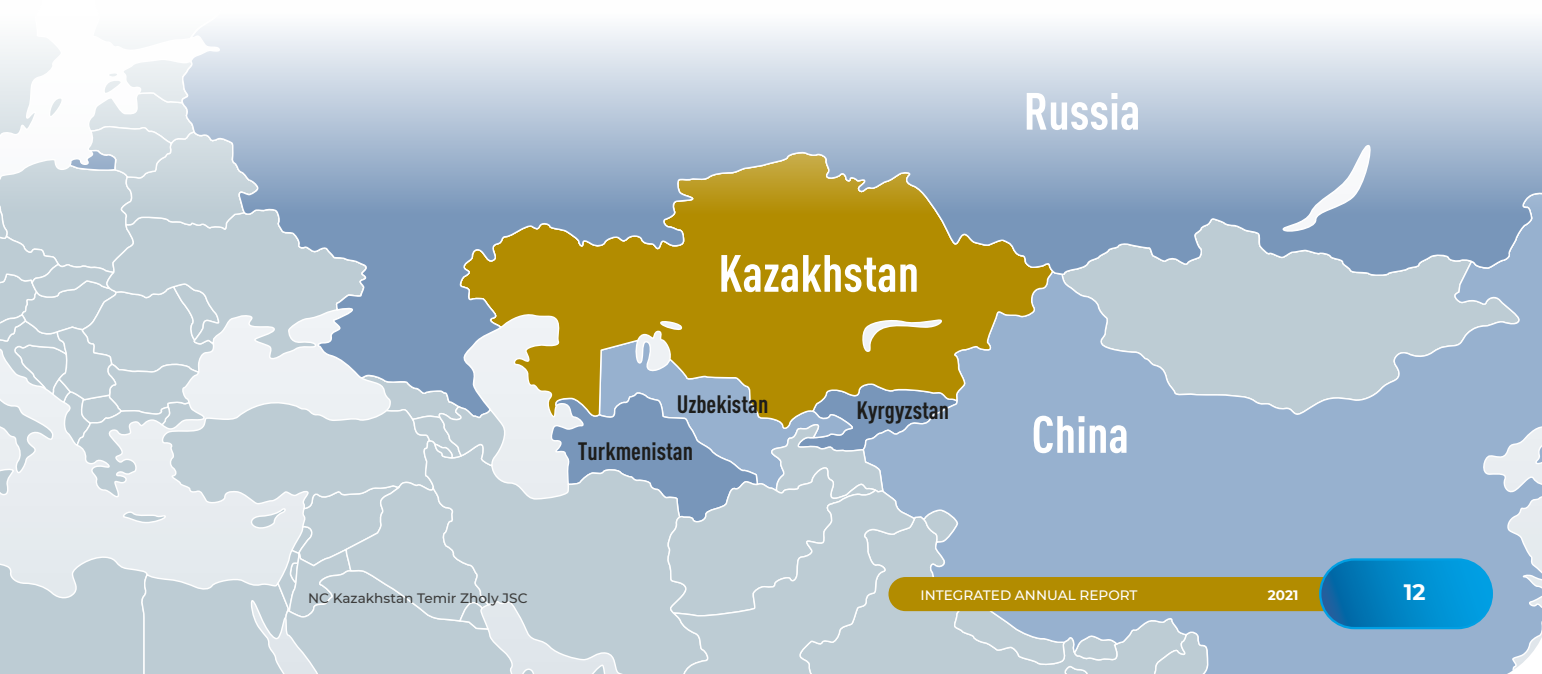 Russia
Kazakhstan
Uzbekistan
Kyrgyzstan
Turkmenistan
China
NC Kazakhstan Temir Zholy JSC
INTEGRATED ANNUAL REPORT 2021 12